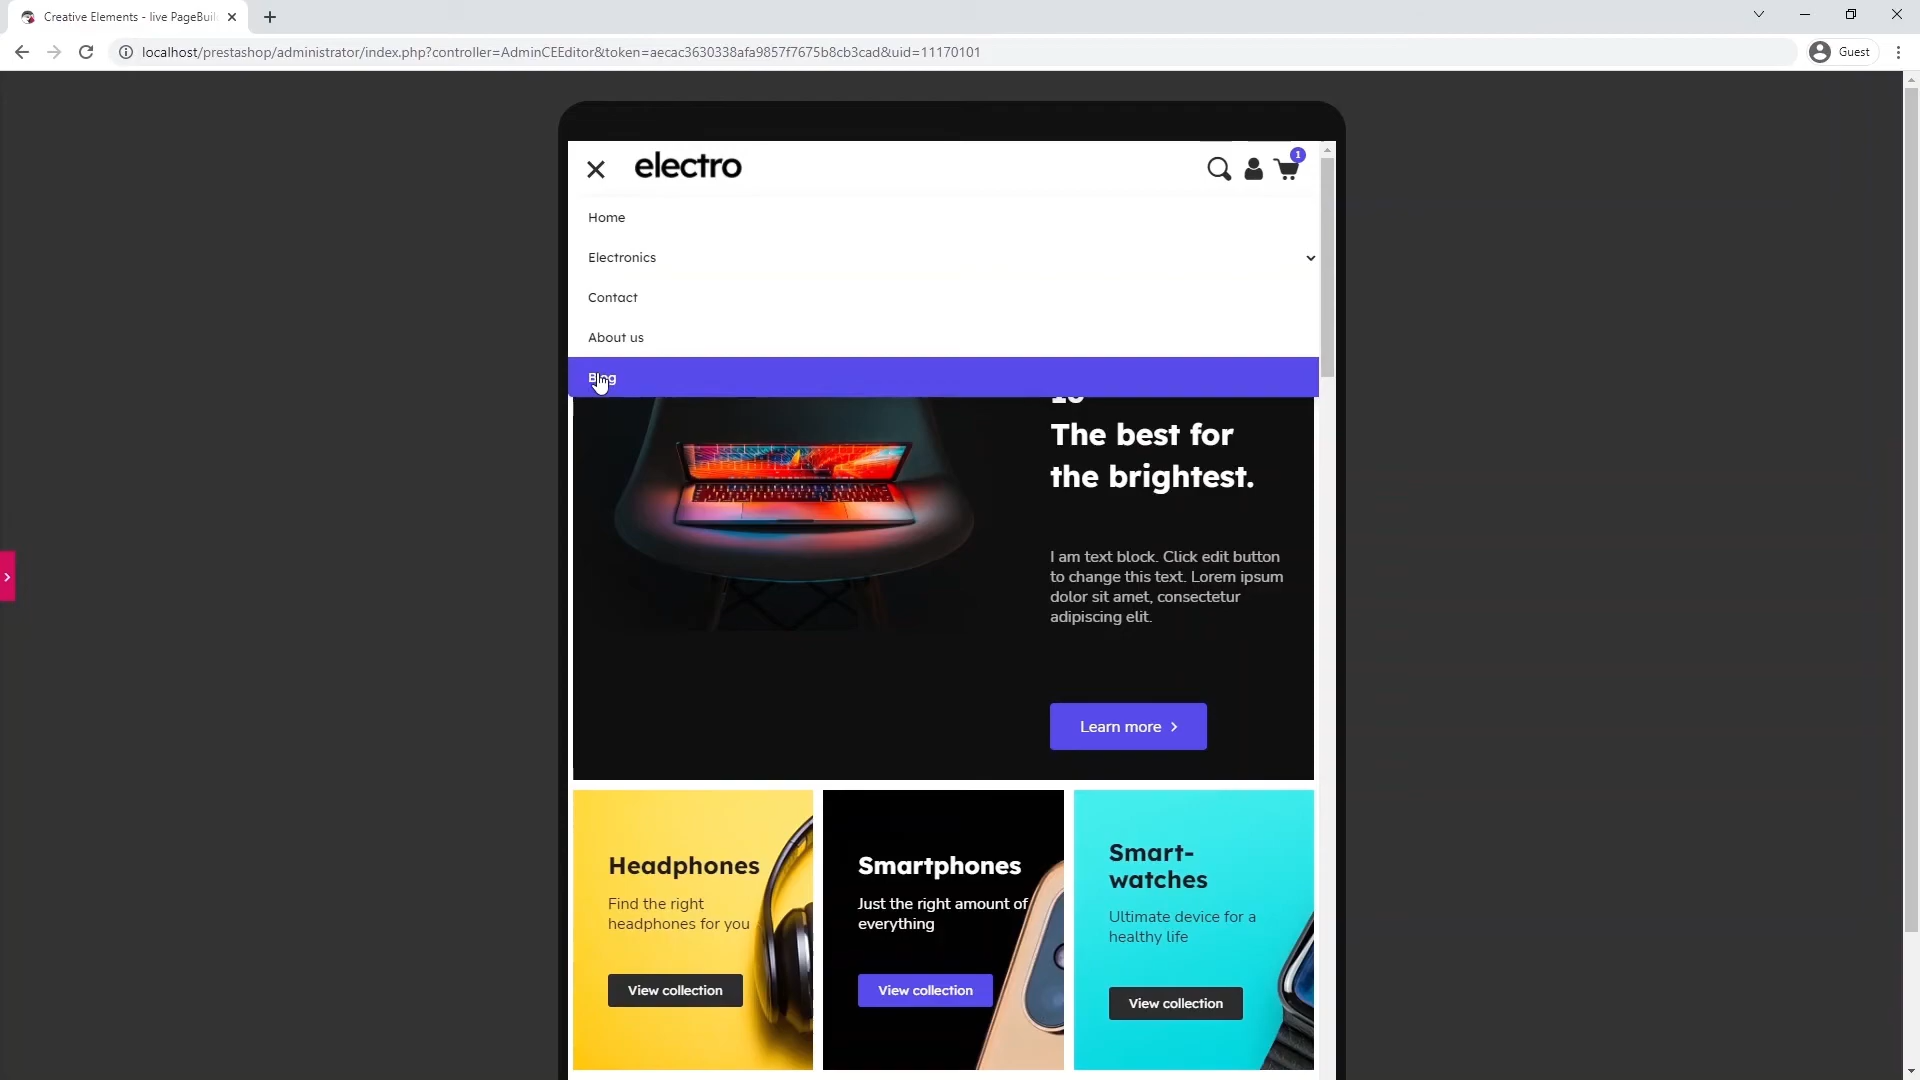 Creative Elements - live PageBuil
localhost/prestashop/administrator/index.php?controller=AdminCEEditor&token=aecac3630338afa9857f7675b8cb3cad&uid=11170101
Guest
electro
1
Home
Electronics
Contact
About us
Blog
The best for
the brightest.
I am text block. Click edit button
to change this text. Lorem ipsum
dolor sit amet, consectetur
adipiscing elit.
Learn more
Headphones
Find the right
headphones for you
View collection
Smartphones
Just the right amount of
everything
View collection
Smart-
watches
Ultimate device for a
healthy life
View collection